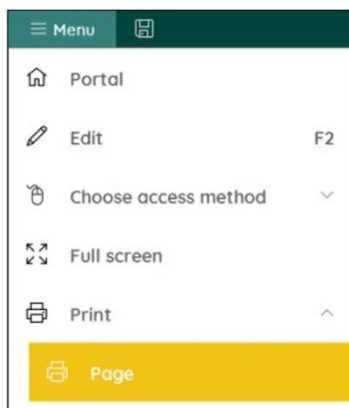 Menu
Portal
Edit F2
Choose access method
Full screen
Print
Page